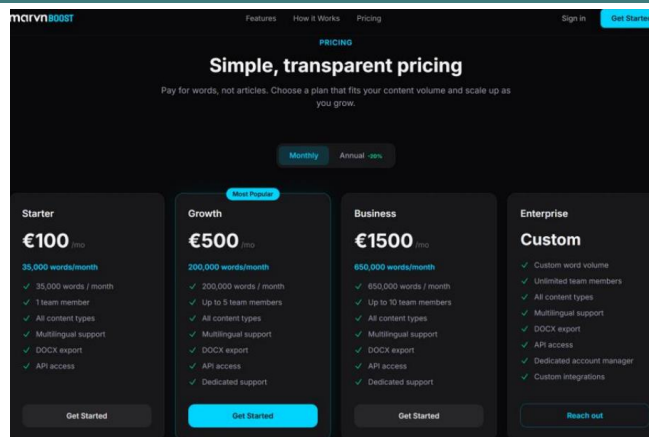 marvn BOOST
Features How it Works Pricing
Sign in Get Started
PRICING
Simple, transparent pricing
Pay for words, not articles. Choose a plan that fits your content volume and scale up as
you grow.
Monthly Annual -20%
Starter
€100 /mo
35,000 words/month
✓ 35,000 words / month
✓ 1 team member
✓ All content types
✓ Multilingual support
✓ DOCX export
✓ API access
Get Started
Most Popular
Growth
€500 /mo
200,000 words/month
✓ 200,000 words / month
✓ Up to 5 team members
✓ All content types
✓ Multilingual support
✓ DOCX export
✓ API access
✓ Dedicated support
Get Started
Business
€1500 /mo
650,000 words/month
✓ 650,000 words / month
✓ Up to 10 team members
✓ All content types
✓ Multilingual support
✓ DOCX export
✓ API access
✓ Dedicated support
Get Started
Enterprise
Custom
✓ Custom word volume
✓ Unlimited team members
✓ All content types
✓ Multilingual support
✓ DOCX export
✓ API access
✓ Dedicated account manager
✓ Custom integrations
Reach out